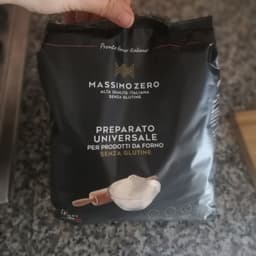 MASSIMO ZERO
ALTA QUALITÀ ITALIANA
SENZA GLUTINE
PREPARATO
UNIVERSALE
PER PRODOTTI DA FORNO
SENZA GLUTINE